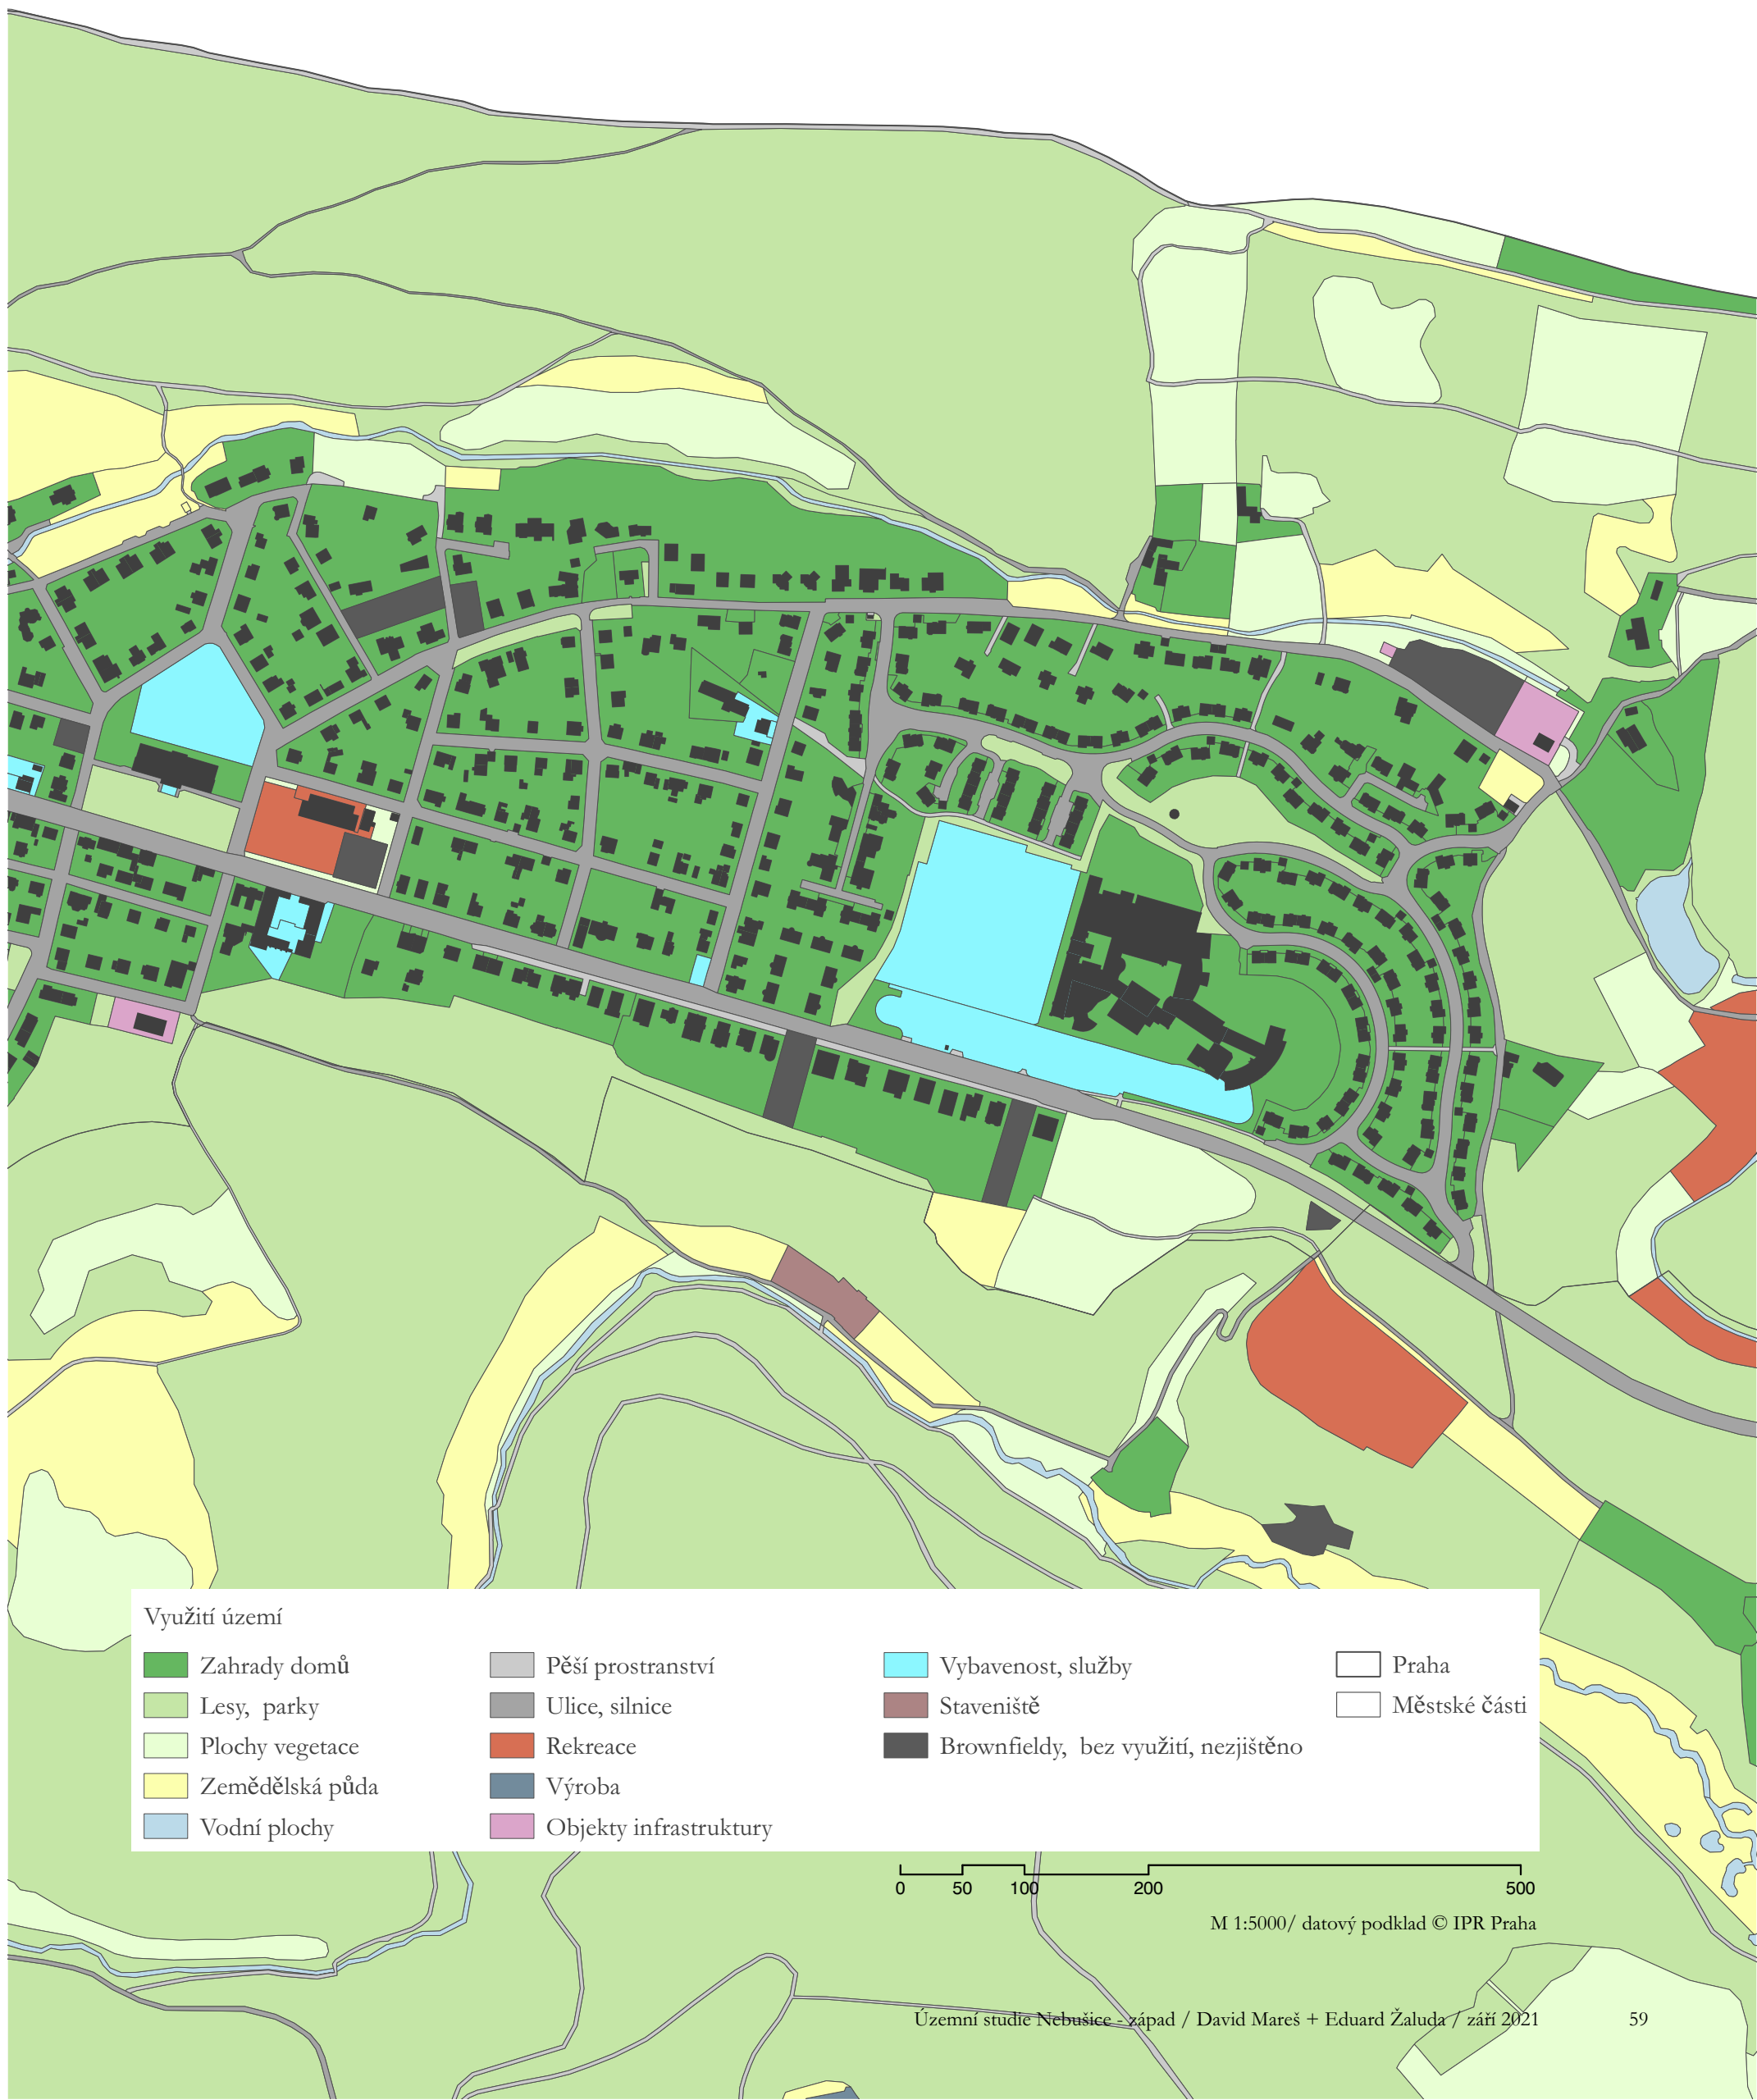 Využití území
Zahrady domů
Lesy, parky
Plochy vegetace
Zemědělská půda
Vodní plochy
Pěší prostranství
Ulice, silnice
Rekreace
Výroba
Objekty infrastruktury
Vybavenost, služby
Staveniště
Brownfieldy, bez využití, nezjištěno
Praha
Městské části
0 50 100 200 500
M 1:5000/ datový podklad © IPR Praha
Územní studie Nebušice - západ / David Mareš + Eduard Žaluda / září 2021 59